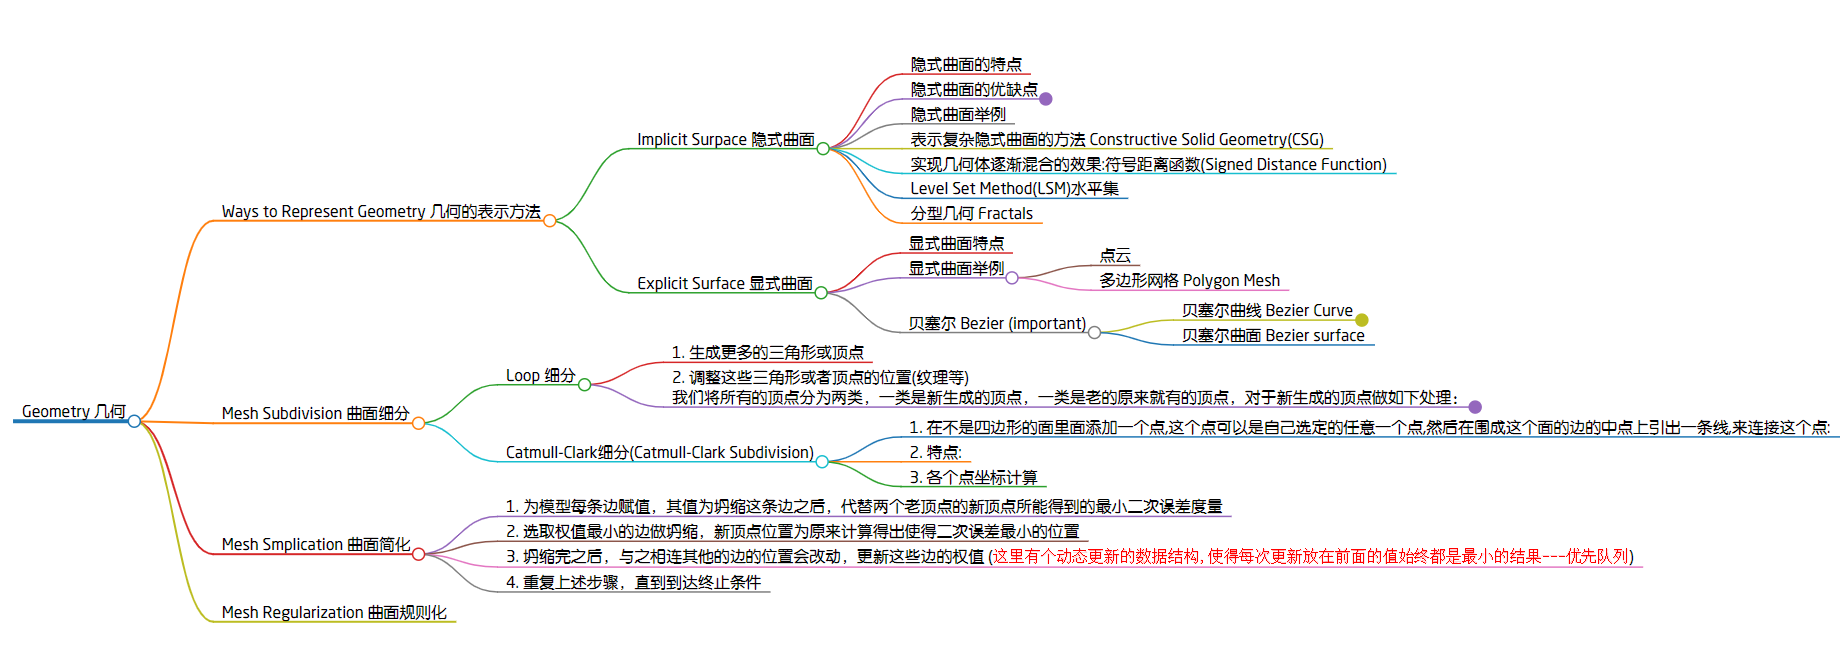 Geometry 几何
Ways to Represent Geometry 几何的表示方法
Implicit Surpace 隐式曲面
隐式曲面的特点
隐式曲面的优缺点
隐式曲面举例
表示复杂隐式曲面的方法 Constructive Solid Geometry(CSG)
实现几何体逐渐混合的效果:符号距离函数(Signed Distance Function)
Level Set Method(LSM)水平集
分型几何 Fractals
Explicit Surface 显式曲面
显式曲面特点
显式曲面举例
点云
多边形网格 Polygon Mesh
贝塞尔 Bezier (important)
贝塞尔曲线 Bezier Curve
贝塞尔曲面 Bezier surface
Mesh Subdivision 曲面细分
Loop 细分
1. 生成更多的三角形或顶点
2. 调整这些三角形或者顶点的位置(纹理等)
我们将所有的顶点分为两类，一类是新生成的顶点，一类是老的原来就有的顶点，对于新生成的顶点做如下处理：
Catmull-Clark细分(Catmull-Clark Subdivision)
1. 在不是四边形的面里面添加一个点,这个点可以是自己选定的任意一个点,然后在围成这个面的边的中点上引出一条线,来连接这个点:
2. 特点:
3. 各个点坐标计算
Mesh Smplication 曲面简化
1. 为模型每条边赋值，其值为坍缩这条边之后，代替两个老顶点的新顶点所能得到的最小二次误差度量
2. 选取权值最小的边做坍缩，新顶点位置为原来计算得出使得二次误差最小的位置
3. 坍缩完之后，与之相连其他的边的位置会改动，更新这些边的权值 (这里有个动态更新的数据结构,使得每次更新放在前面的值始终都是最小的结果---优先队列)
4. 重复上述步骤，直到到达终止条件
Mesh Regularization 曲面规则化